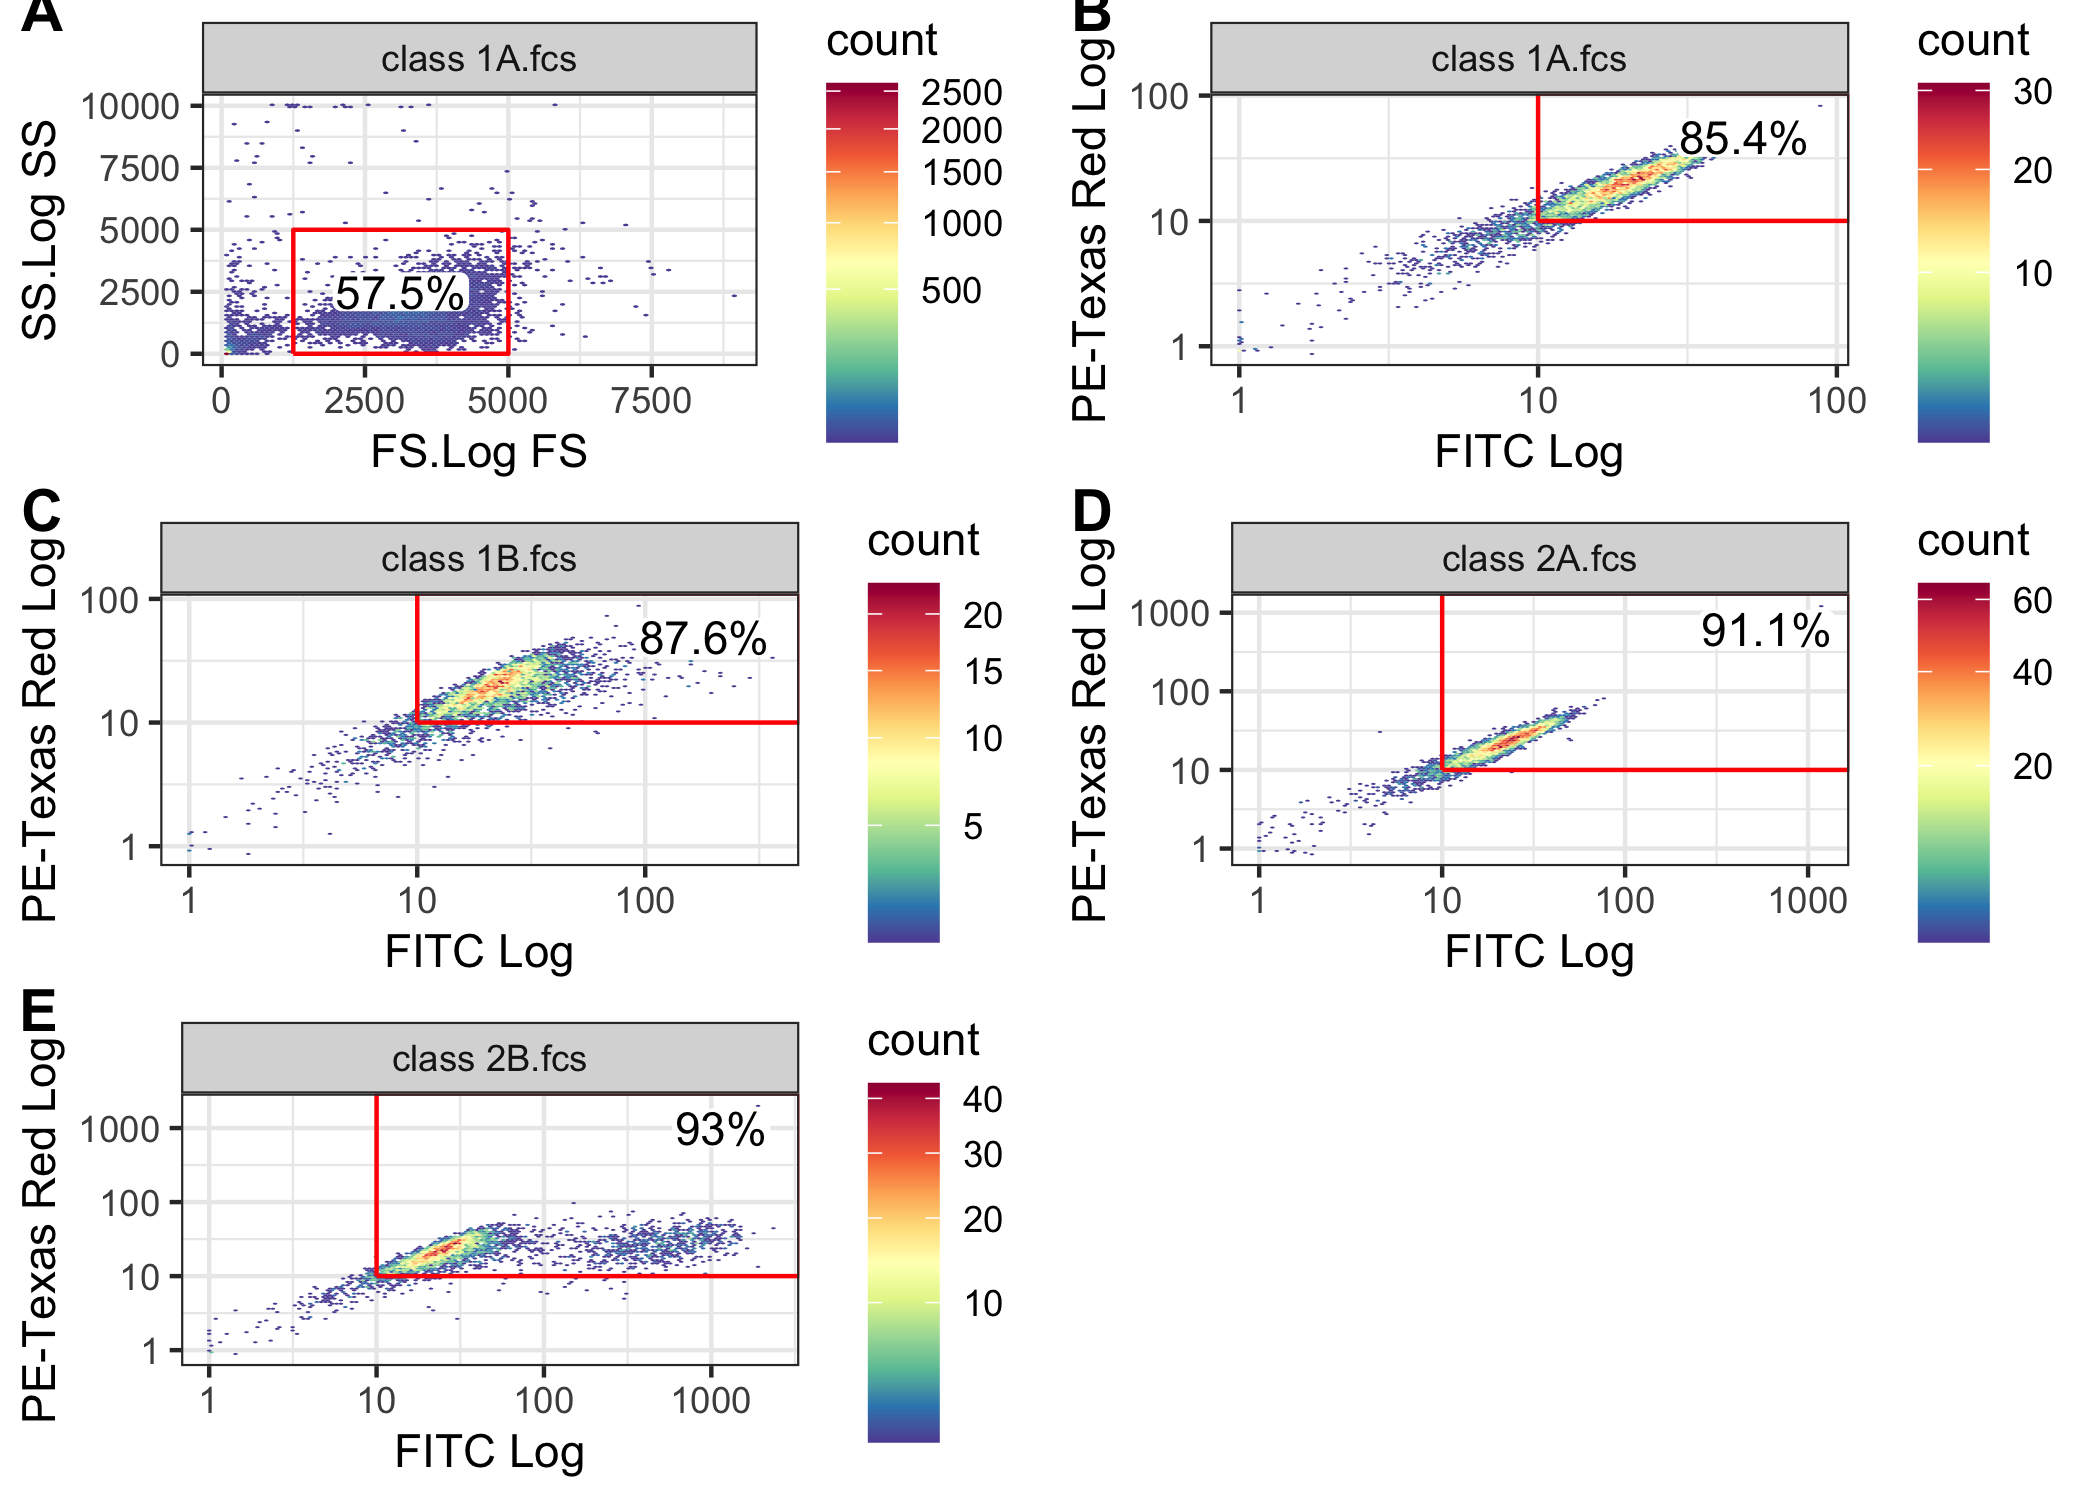 A
class 1A.fcs
count
SS.Log SS
10000
7500
5000
2500
0
57.5%
0 2500 5000 7500
FS.Log FS
2500
2000
1500
1000
500
B
class 1A.fcs
count
PE-Texas Red Log
100
10
1
85.4%
1 10 100
FITC Log
30
20
10
C
class 1B.fcs
count
PE-Texas Red Log
100
10
1
87.6%
1 10 100
FITC Log
20
15
10
5
D
class 2A.fcs
count
PE-Texas Red Log
1000
100
10
1
91.1%
1 10 100 1000
FITC Log
60
40
20
E
class 2B.fcs
count
PE-Texas Red Log
1000
100
10
1
93%
1 10 100 1000
FITC Log
40
30
20
10